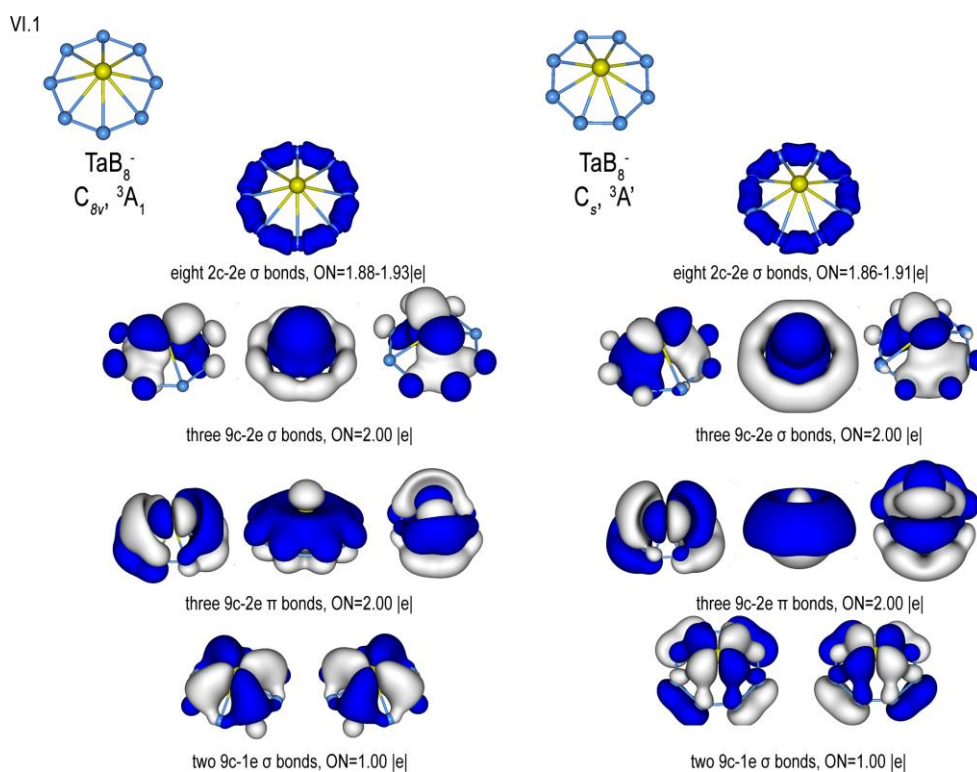 VI.1
TaB₈⁻
C₈ᵥ, ³A₁
TaB₈⁻
Cₛ, ³A'
eight 2c-2e σ bonds, ON=1.88-1.93|e|
eight 2c-2e σ bonds, ON=1.86-1.91|e|
three 9c-2e σ bonds, ON=2.00 |e|
three 9c-2e σ bonds, ON=2.00 |e|
three 9c-2e π bonds, ON=2.00 |e|
three 9c-2e π bonds, ON=2.00 |e|
two 9c-1e σ bonds, ON=1.00 |e|
two 9c-1e σ bonds, ON=1.00 |e|